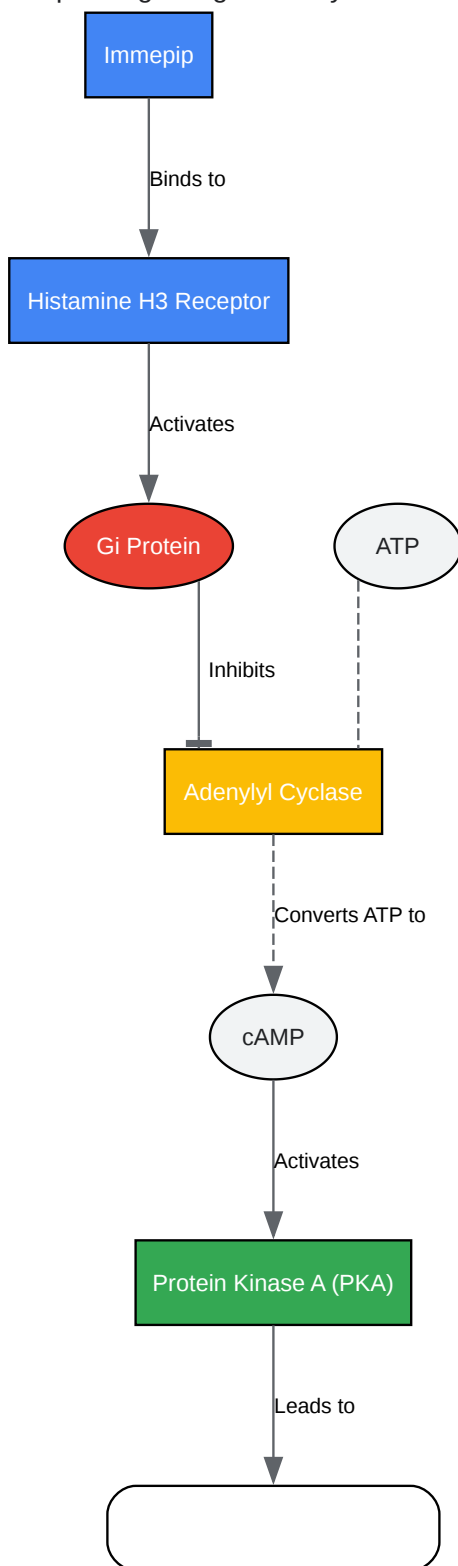 Immepip
Binds to
Histamine H3 Receptor
Activates
Gi Protein
ATP
Inhibits
Adenylyl Cyclase
Converts ATP to
cAMP
Activates
Protein Kinase A (PKA)
Leads to